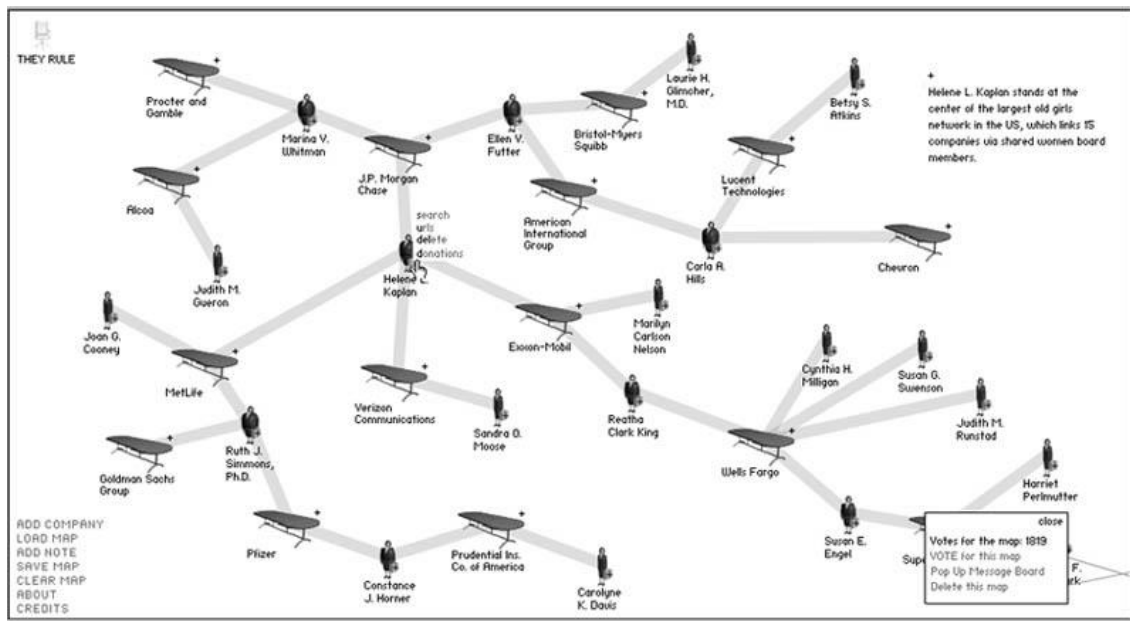 THEY RULE
Procter and
Gamble
Marina V.
Whitman
J.P. Morgan
Chase
Ellen V.
Futter
Bristol-Myers
Squibb
Laurie H.
Glimcher,
M.D.
Betsy S.
Atkins
Helene L. Kaplan stands at the
center of the largest old girls
network in the US, which links 15
companies via shared women board
members.
Lucent
Technologies
Alcoa
American
International
Group
search
urls
delete
donations
Helene L.
Kaplan
Carla A.
Hills
Chevron
Judith M.
Gueron
Joan G.
Cooney
MetLife
Exxon-Mobil
Marilyn
Carlson
Nelson
Cynthia H.
Milligan
Susan G.
Swenson
Judith M.
Runstad
Verizon
Communications
Sandra O.
Moose
Reatha
Clark King
Wells Fargo
Harriet
Perlmutter
Goldman Sachs
Group
Ruth J.
Simmons,
Ph.D.
Pfizer
Constance
J. Horner
Prudential Ins.
Co. of America
Carolyne
K. Davis
Susan E.
Engel
Supe
close
Votes for the map: 1819
VOTE for this map
Pop Up Message Board
Delete this map
F.
rk
ADD COMPANY
LOAD MAP
ADD NOTE
SAVE MAP
CLEAR MAP
ABOUT
CREDITS